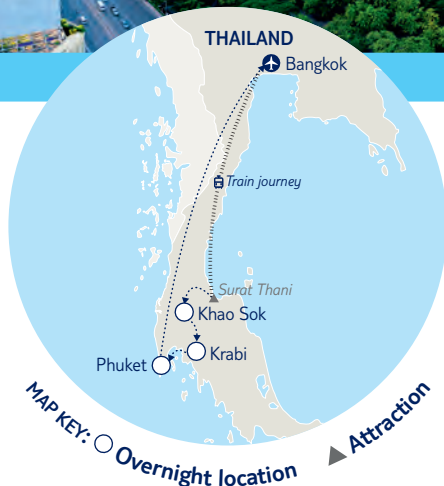 THAILAND
Bangkok
Train journey
Surat Thani
Khao Sok
Krabi
Phuket
MAP KEY: Overnight location
Attraction